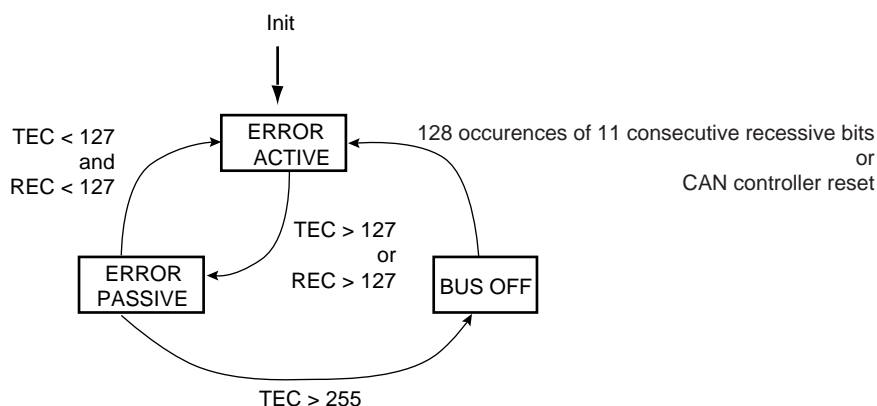 Init
ERROR
ACTIVE
TEC < 127
and
REC < 127
128 occurences of 11 consecutive recessive bits
or
CAN controller reset
TEC > 127
or
REC > 127
ERROR
PASSIVE
BUS OFF
TEC > 255